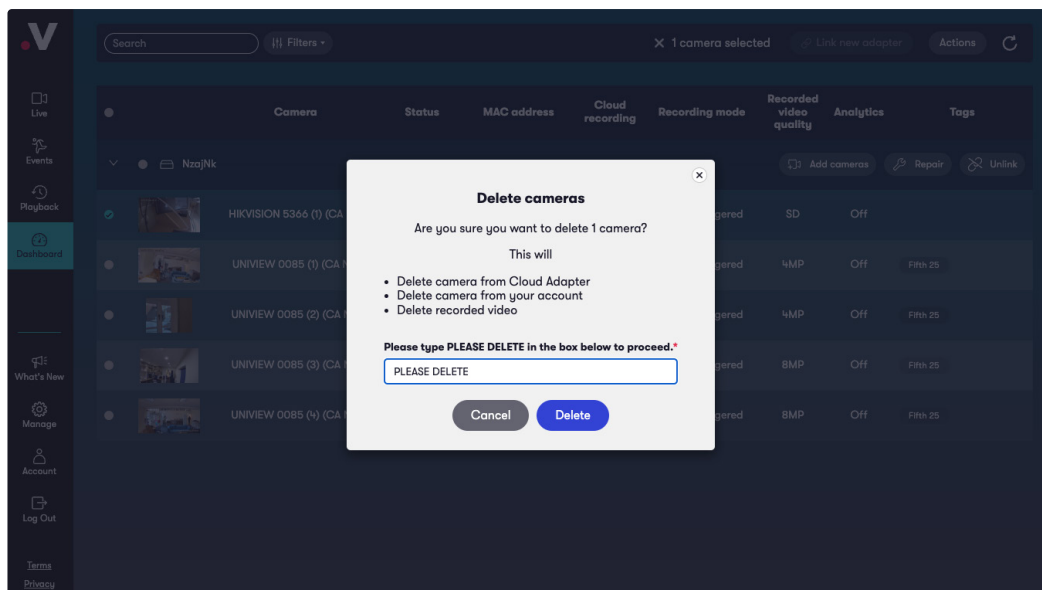 V
Search
Filters
1 camera selected
Link new adapter
Actions
Live
Events
Playback
Dashboard
What's New
Manage
Account
Log Out
Terms
Privacy
Camera
Status
MAC address
Cloud
recording
Recording mode
Recorded
video
quality
Analytics
Tags
NzajNk
Add cameras
Repair
Unlink
HIKVISION 5366 (1) (CA
gered
SD
Off
UNIVIEW 0085 (1) (CA
gered
4MP
Off
Fifth 25
UNIVIEW 0085 (2) (CA
gered
4MP
Off
Fifth 25
UNIVIEW 0085 (3) (CA
gered
8MP
Off
Fifth 25
UNIVIEW 0085 (4) (CA
gered
8MP
Off
Fifth 25
Delete cameras
Are you sure you want to delete 1 camera?
This will
• Delete camera from Cloud Adapter
• Delete camera from your account
• Delete recorded video
Please type PLEASE DELETE in the box below to proceed.*
PLEASE DELETE
Cancel
Delete